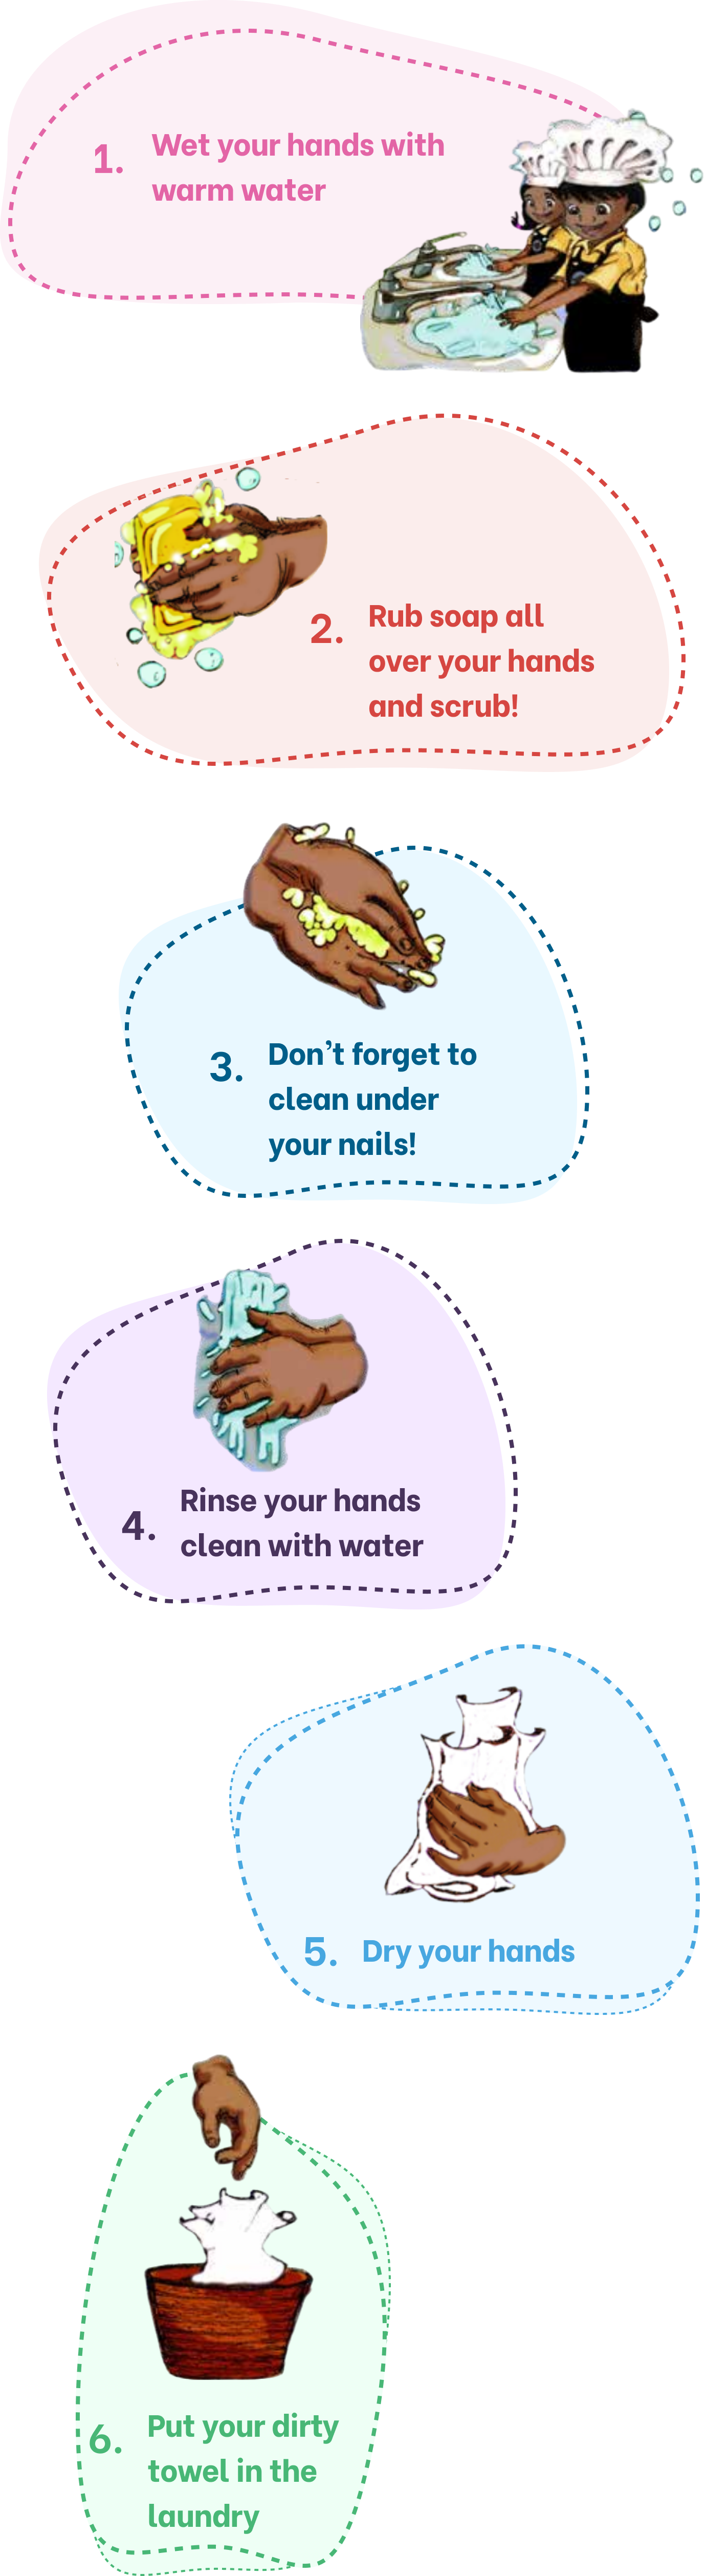 1. Wet your hands with
warm water
2. Rub soap all
over your hands
and scrub!
3. Don't forget to
clean under
your nails!
4. Rinse your hands
clean with water
5. Dry your hands
6. Put your dirty
towel in the
laundry